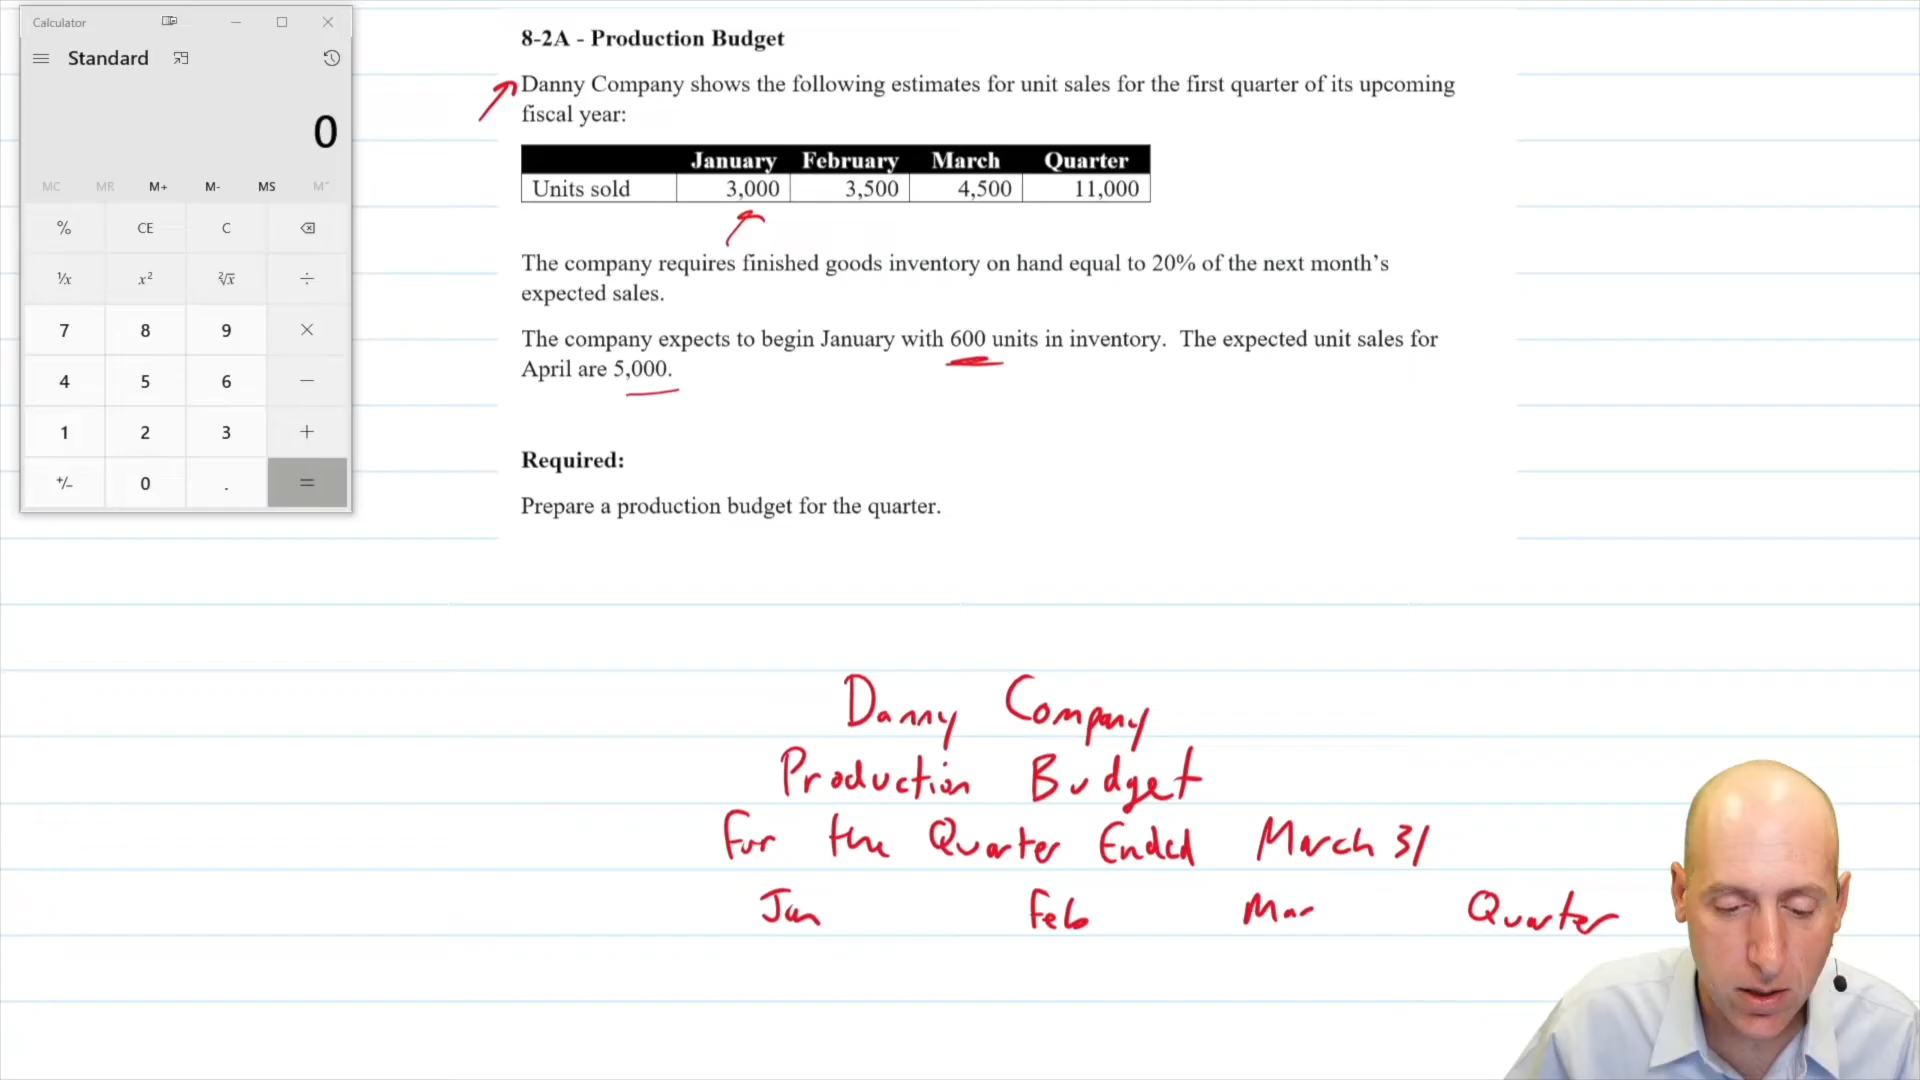 Calculator
Standard
0
MC MR M+ M- MS M˅
% CE C
¹/x x² ²√x ÷
7 8 9 ×
4 5 6 −
1 2 3 +
+/− 0 . =
8-2A - Production Budget
Danny Company shows the following estimates for unit sales for the first quarter of its upcoming
fiscal year:
January February March Quarter
Units sold 3,000 3,500 4,500 11,000
The company requires finished goods inventory on hand equal to 20% of the next month’s
expected sales.
The company expects to begin January with 600 units in inventory. The expected unit sales for
April are 5,000.
Required:
Prepare a production budget for the quarter.
Danny Company
Production Budget
For the Quarter Ended March 31
Jan Feb Mar Quarter